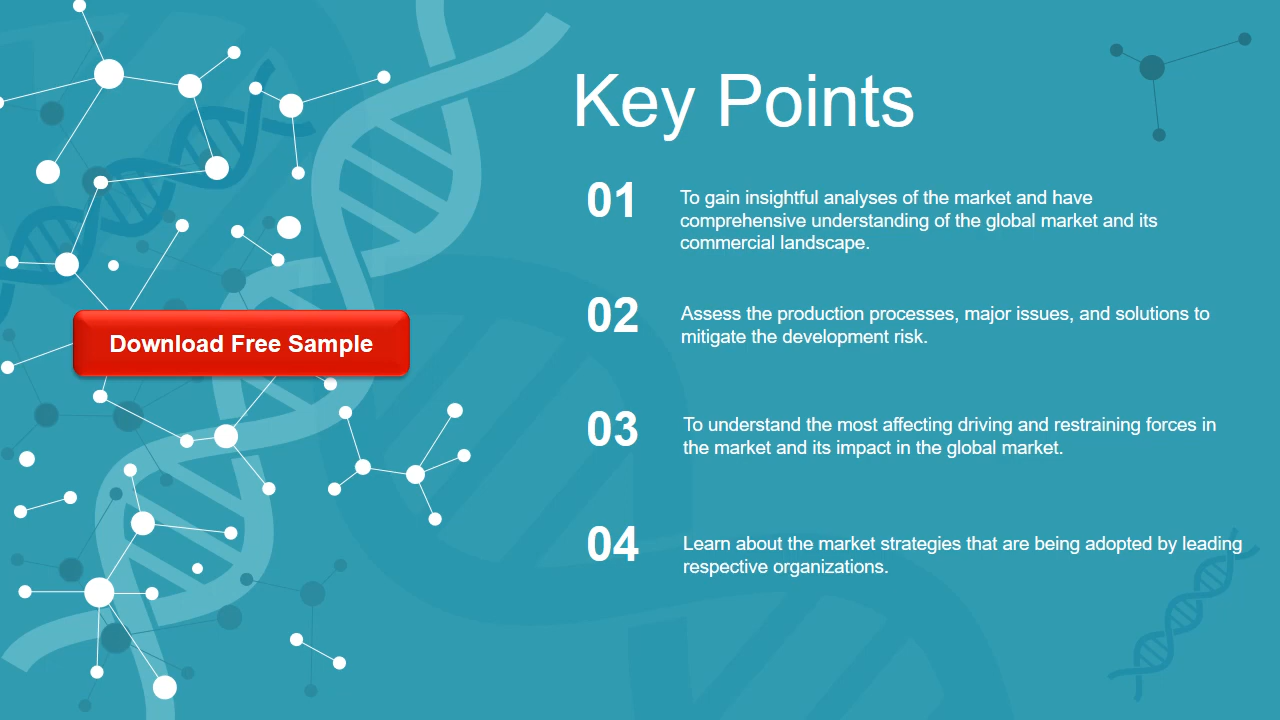 Key Points
01
To gain insightful analyses of the market and have
comprehensive understanding of the global market and its
commercial landscape.
02
Assess the production processes, major issues, and solutions to
mitigate the development risk.
Download Free Sample
03
To understand the most affecting driving and restraining forces in
the market and its impact in the global market.
04
Learn about the market strategies that are being adopted by leading
respective organizations.